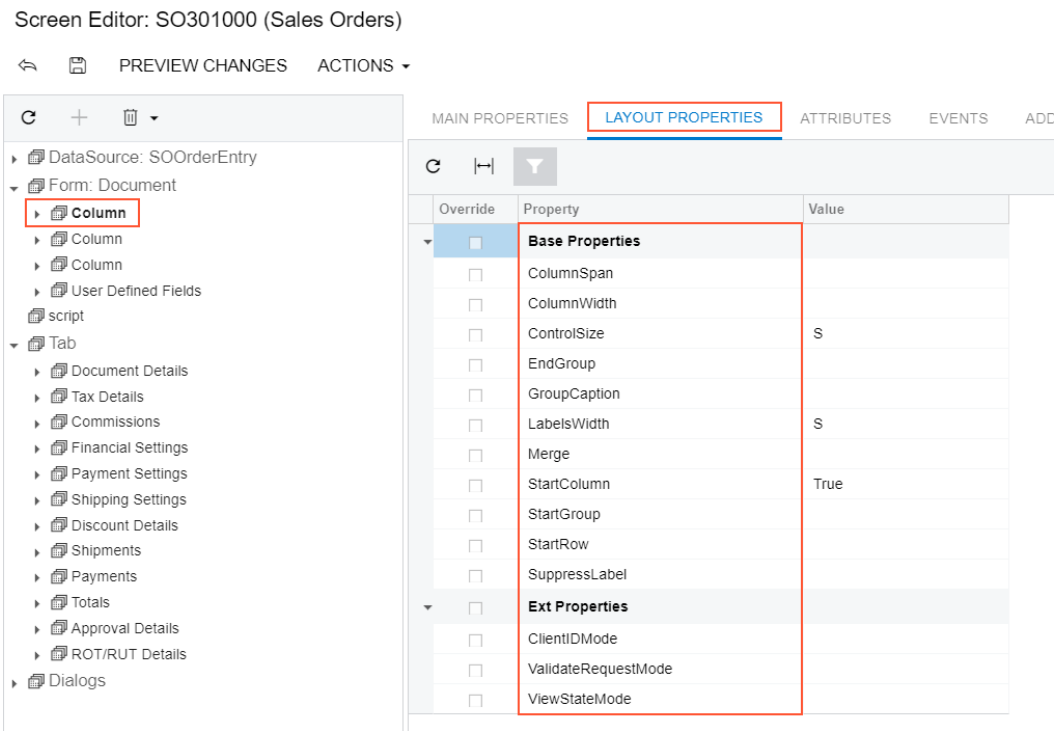 Screen Editor: SO301000 (Sales Orders)
PREVIEW CHANGES ACTIONS
DataSource: SOOrderEntry
Form: Document
Column
Column
Column
User Defined Fields
script
Tab
Document Details
Tax Details
Commissions
Financial Settings
Payment Settings
Shipping Settings
Discount Details
Shipments
Payments
Totals
Approval Details
ROT/RUT Details
Dialogs
MAIN PROPERTIES LAYOUT PROPERTIES ATTRIBUTES EVENTS ADD
Override Property Value
Base Properties
ColumnSpan
ColumnWidth
ControlSize S
EndGroup
GroupCaption
LabelsWidth S
Merge
StartColumn True
StartGroup
StartRow
SuppressLabel
Ext Properties
ClientIDMode
ValidateRequestMode
ViewStateMode